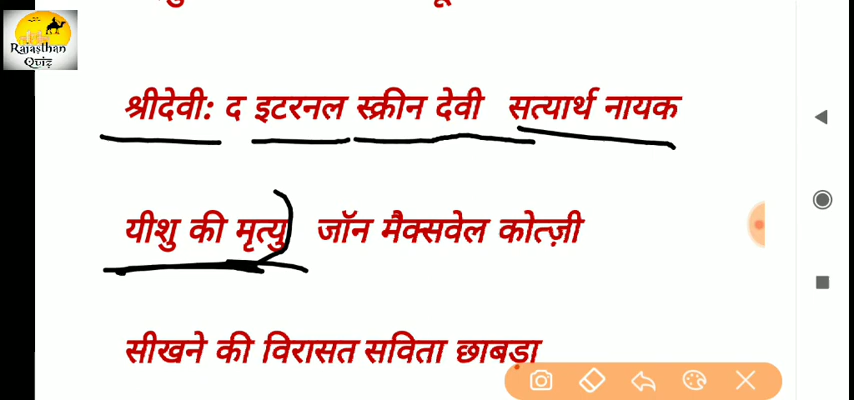 Rajasthan
Quiz
श्रीदेवी: द इटरनल स्क्रीन देवी सत्यार्थ नायक
यीशु की मृत्यु जॉन मैक्सवेल कोत्ज़ी
सीखने की विरासत सविता छाबड़ा